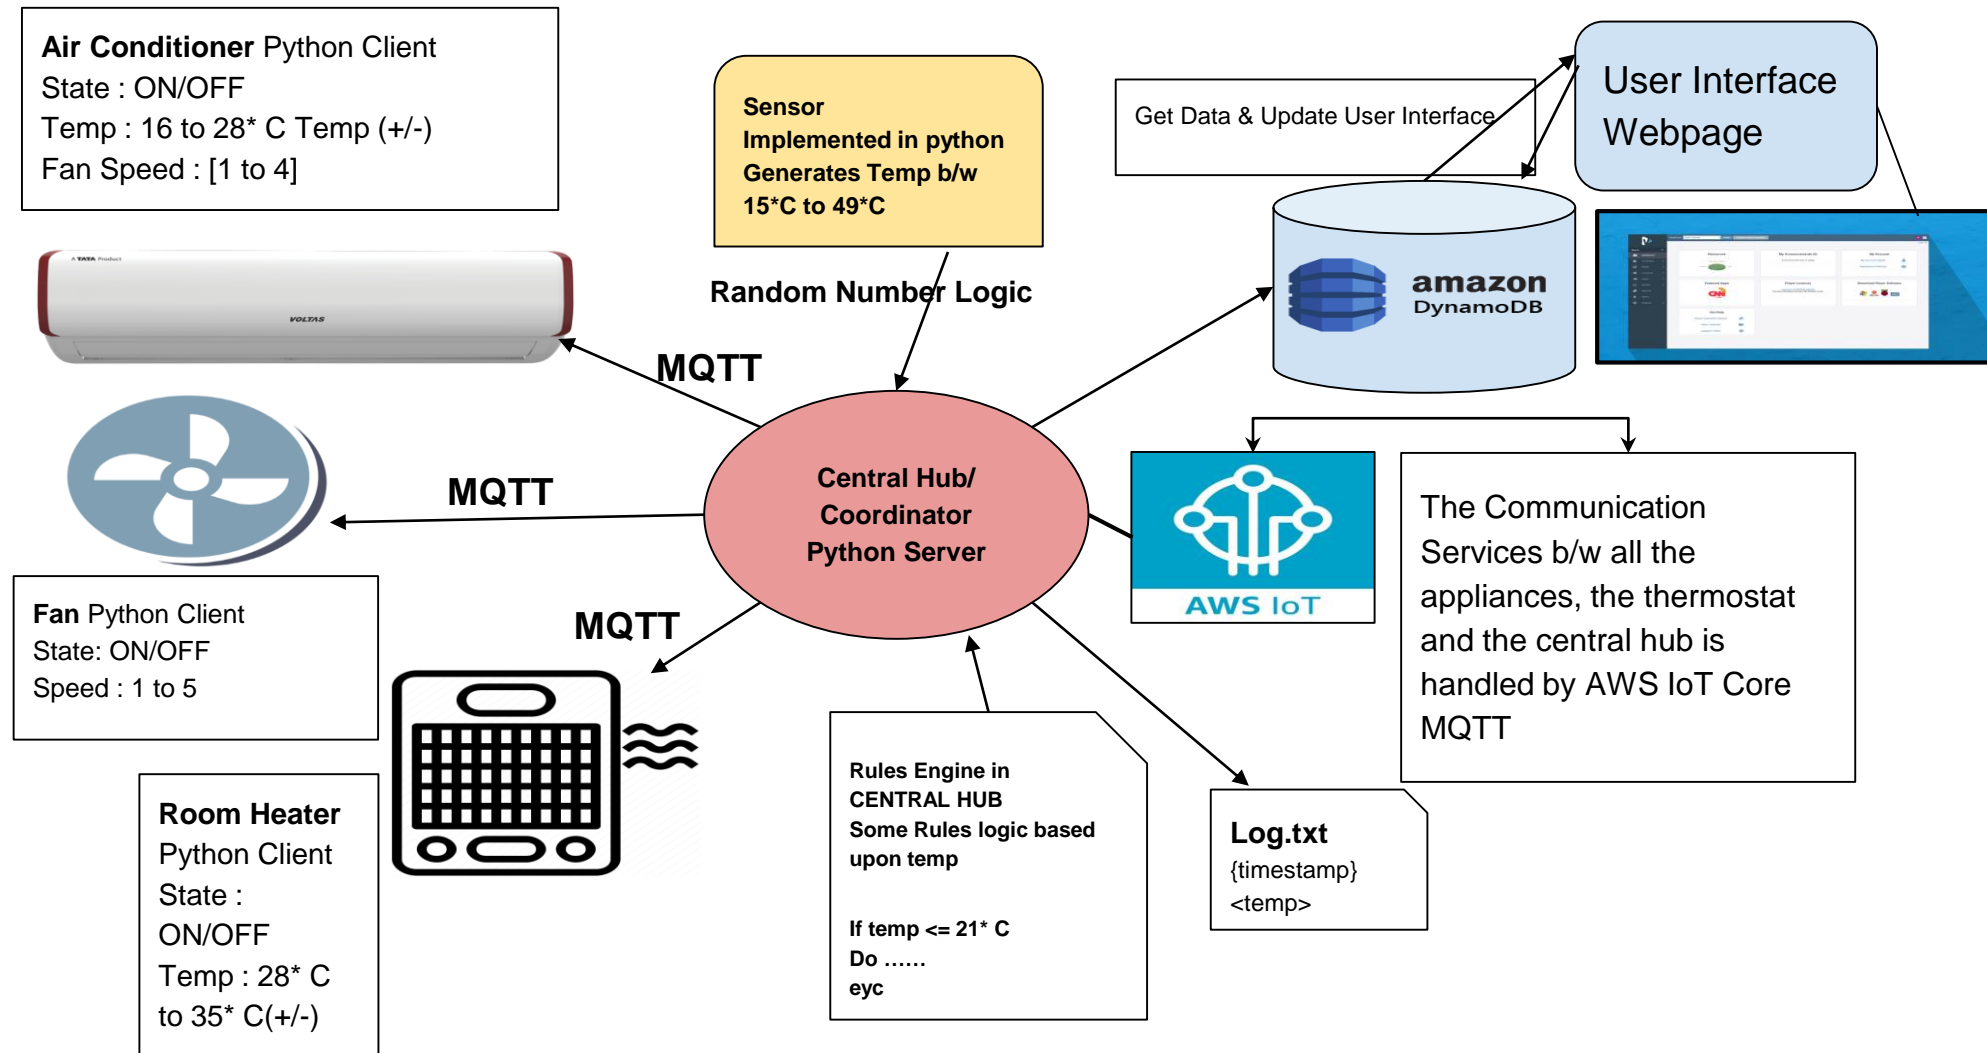 Air Conditioner Python Client
State : ON/OFF
Temp : 16 to 28* C Temp (+/-)
Fan Speed : [1 to 4]
A TATA Product
VOLTAS
Sensor
Implemented in python
Generates Temp b/w
15*C to 49*C
Random Number Logic
Get Data & Update User Interface
User Interface
Webpage
amazon
DynamoDB
MQTT
MQTT
MQTT
Central Hub/
Coordinator
Python Server
AWS IoT
The Communication
Services b/w all the
appliances, the thermostat
and the central hub is
handled by AWS IoT Core
MQTT
Fan Python Client
State: ON/OFF
Speed : 1 to 5
Room Heater
Python Client
State :
ON/OFF
Temp : 28* C
to 35* C(+/-)
Rules Engine in
CENTRAL HUB
Some Rules logic based
upon temp
If temp <= 21* C
Do ......
eyc
Log.txt
{timestamp}
<temp>